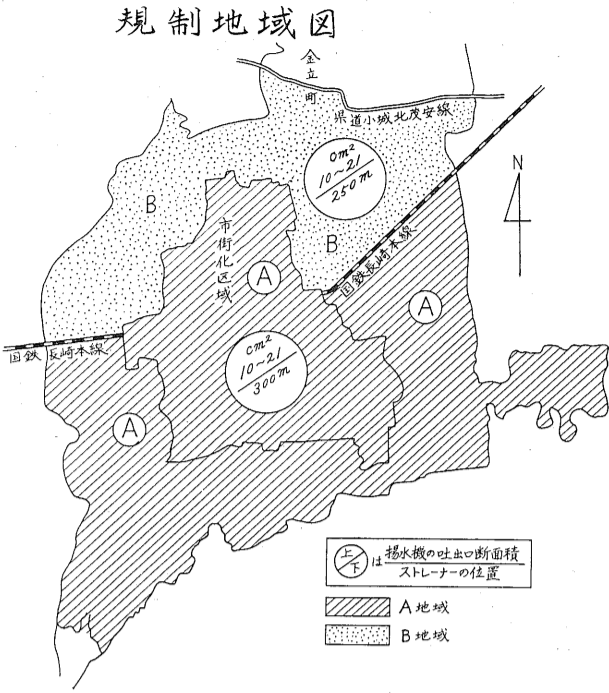 規制地域図
金立町
県道小城北茂安線
cm²
10~21
250m
N
B
B
市街化区域
国鉄長崎本線
A
A
国鉄長崎本線
cm²
10~21
300m
A
上
下
は
揚水機の吐出口断面積
ストレーナーの位置
A地域
B地域